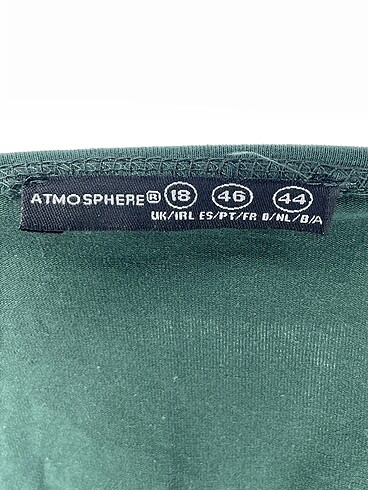 ATMOSPHERE® 18 46 44
UK/IRL ES/PT/FR D/NL/B/A